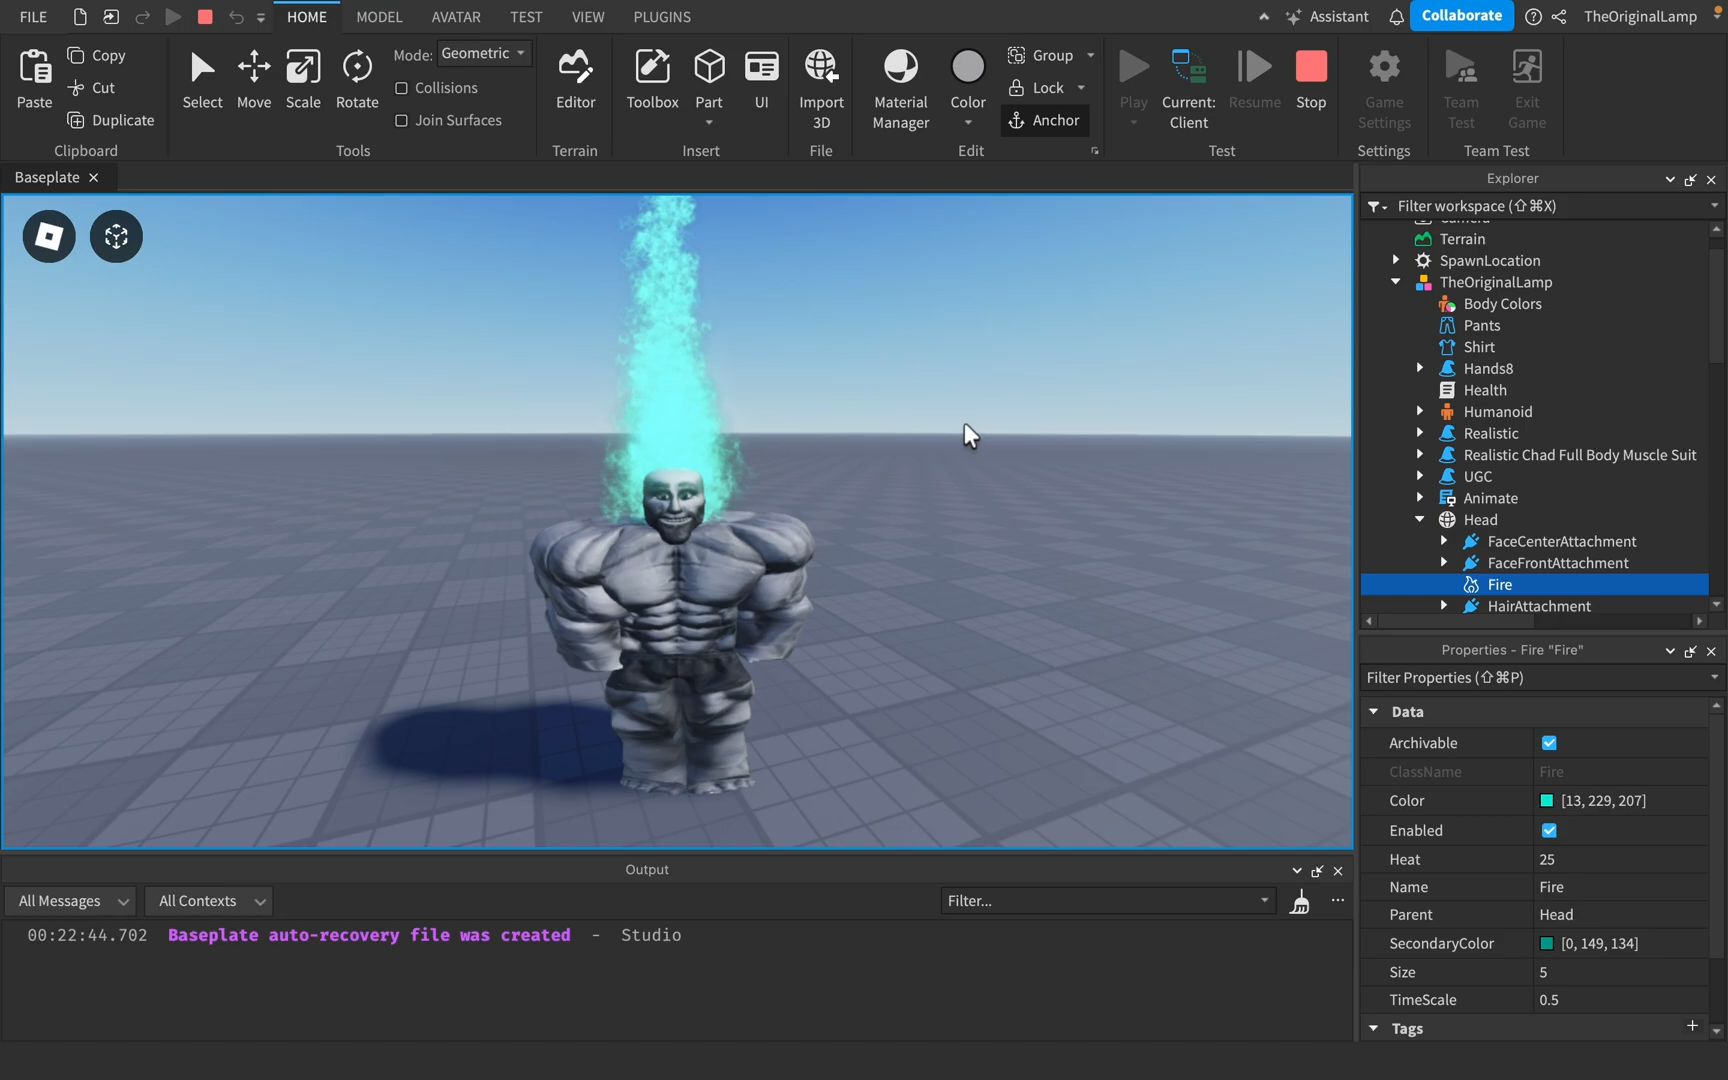 FILE HOME MODEL AVATAR TEST VIEW PLUGINS Assistant Collaborate TheOriginalLamp
Paste
Copy
Cut
Duplicate
Clipboard
Select Move Scale Rotate
Mode: Geometric
Collisions
Join Surfaces
Tools
Editor
Terrain
Toolbox Part UI
Insert
Import
3D
File
Material
Manager
Color
Group
Lock
Anchor
Edit
Play
Current:
Client
Resume Stop
Test
Game
Settings
Settings
Team
Test
Exit
Game
Team Test
Baseplate
Explorer
Filter workspace (⇧⌘X)
Camera
Terrain
SpawnLocation
TheOriginalLamp
Body Colors
Pants
Shirt
Hands8
Health
Humanoid
Realistic
Realistic Chad Full Body Muscle Suit
UGC
Animate
Head
FaceCenterAttachment
FaceFrontAttachment
Fire
HairAttachment
Properties - Fire "Fire"
Filter Properties (⇧⌘P)
Data
Archivable
ClassName Fire
Color [13, 229, 207]
Enabled
Heat 25
Name Fire
Parent Head
SecondaryColor [0, 149, 134]
Size 5
TimeScale 0.5
Tags +
Output
All Messages All Contexts Filter... ...
00:22:44.702 Baseplate auto-recovery file was created - Studio